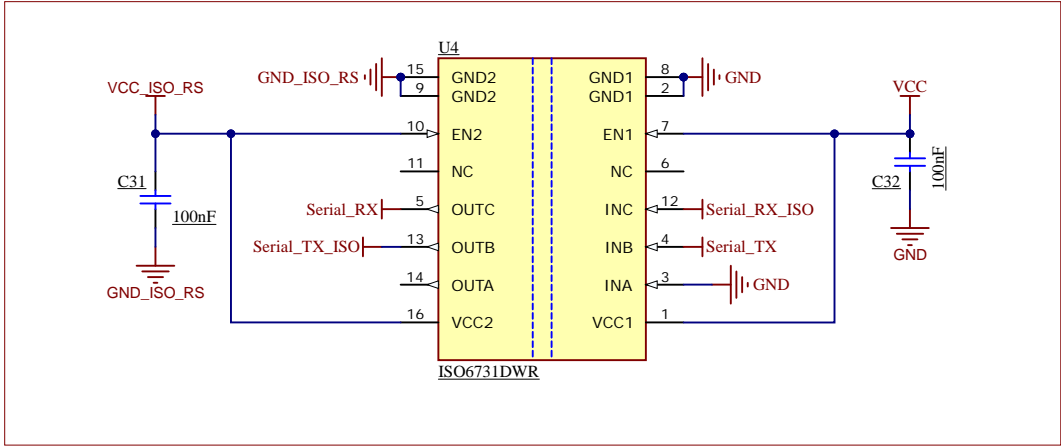 U4
GND_ISO_RS 15 GND2 GND1 8 GND
9 GND2 GND1 2
VCC_ISO_RS VCC
10 EN2 EN1 7
11 NC NC 6
C31 C32 100nF
100nF
Serial_RX 5 OUTC INC 12 Serial_RX_ISO
Serial_TX_ISO 13 OUTB INB 4 Serial_TX
GND
14 OUTA INA 3 GND
GND_ISO_RS
16 VCC2 VCC1 1
ISO6731DWR